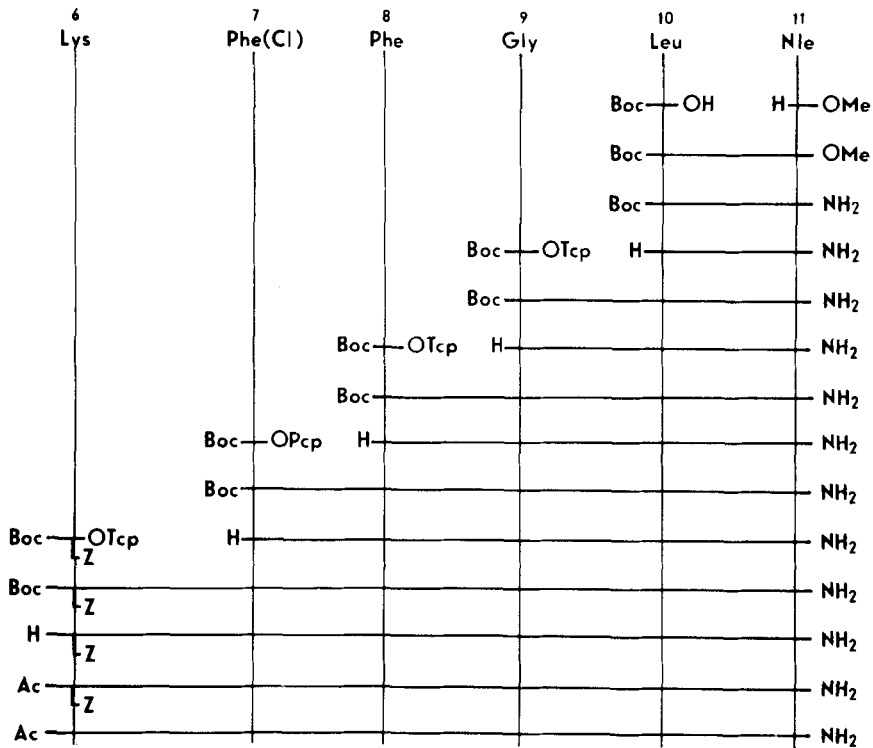 6 7 8 9 10 11
Lys Phe(Cl) Phe Gly Leu Nle
Boc OH H OMe
Boc OMe
Boc NH2
Boc OTcp H NH2
Boc NH2
Boc OTcp H NH2
Boc NH2
Boc OPcp H NH2
Boc NH2
Boc OTcp H NH2
Z
Boc NH2
Z
H NH2
Z
Ac NH2
Z
Ac NH2